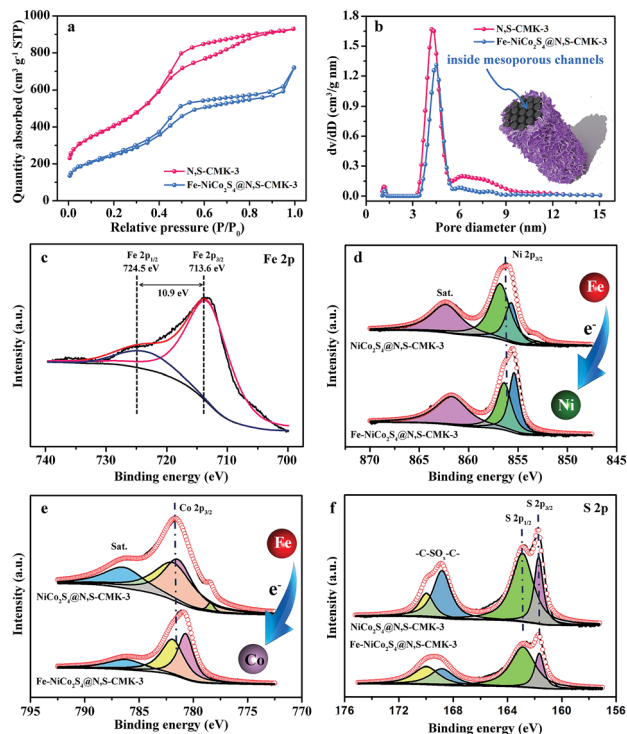 a
N,S-CMK-3
Fe-NiCo₂S₄@N,S-CMK-3
Quantity absorbed (cm³ g⁻¹ STP)
1000
800
600
400
200
0
0.0 0.2 0.4 0.6 0.8 1.0
Relative pressure (P/P₀)
b
N,S-CMK-3
Fe-NiCo₂S₄@N,S-CMK-3
inside mesoporous channels
dv/dD (cm³/g nm)
1.8
1.5
1.2
0.9
0.6
0.3
0.0
0 3 6 9 12 15
Pore diameter (nm)
c
Fe 2p₁/₂
724.5 eV
Fe 2p₃/₂
713.6 eV
Fe 2p
10.9 eV
Intensity (a.u.)
740 730 720 710 700
Binding energy (eV)
d
Ni 2p₃/₂
Sat.
Fe
e⁻
Ni
NiCo₂S₄@N,S-CMK-3
Fe-NiCo₂S₄@N,S-CMK-3
Intensity (a.u.)
870 865 860 855 850 845
Binding energy (eV)
e
Co 2p₃/₂
Sat.
Fe
e⁻
Co
NiCo₂S₄@N,S-CMK-3
Fe-NiCo₂S₄@N,S-CMK-3
Intensity (a.u.)
795 790 785 780 775 770
Binding energy (eV)
f
S 2p
S 2p₃/₂
S 2p₁/₂
-C-SOₓ-C-
NiCo₂S₄@N,S-CMK-3
Fe-NiCo₂S₄@N,S-CMK-3
Intensity (a.u.)
176 172 168 164 160 156
Binding energy (eV)